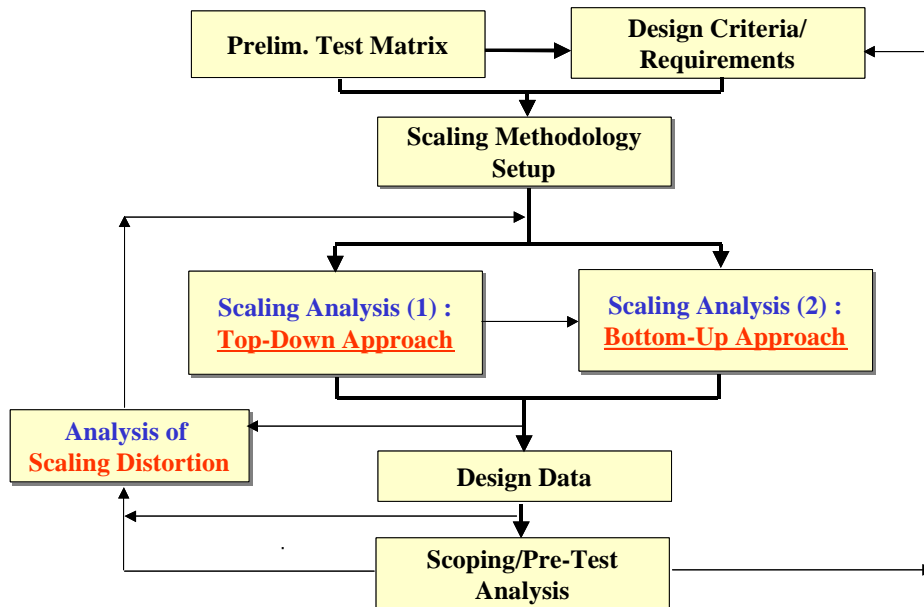 Prelim. Test Matrix
Design Criteria/
Requirements
Scaling Methodology
Setup
Scaling Analysis (1) :
Top-Down Approach
Scaling Analysis (2) :
Bottom-Up Approach
Analysis of
Scaling Distortion
Design Data
Scoping/Pre-Test
Analysis